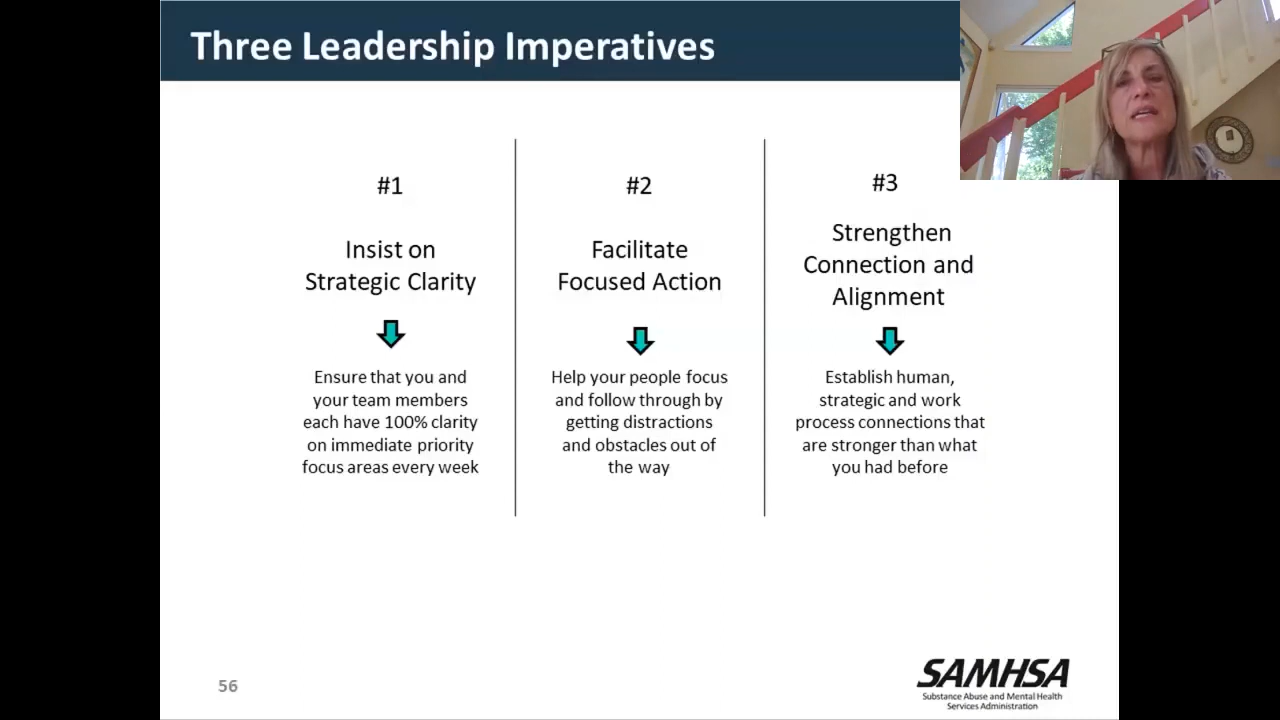 Three Leadership Imperatives
#1
Insist on
Strategic Clarity
Ensure that you and
your team members
each have 100% clarity
on immediate priority
focus areas every week
#2
Facilitate
Focused Action
Help your people focus
and follow through by
getting distractions
and obstacles out of
the way
#3
Strengthen
Connection and
Alignment
Establish human,
strategic and work
process connections that
are stronger than what
you had before
56
SAMHSA
Substance Abuse and Mental Health
Services Administration